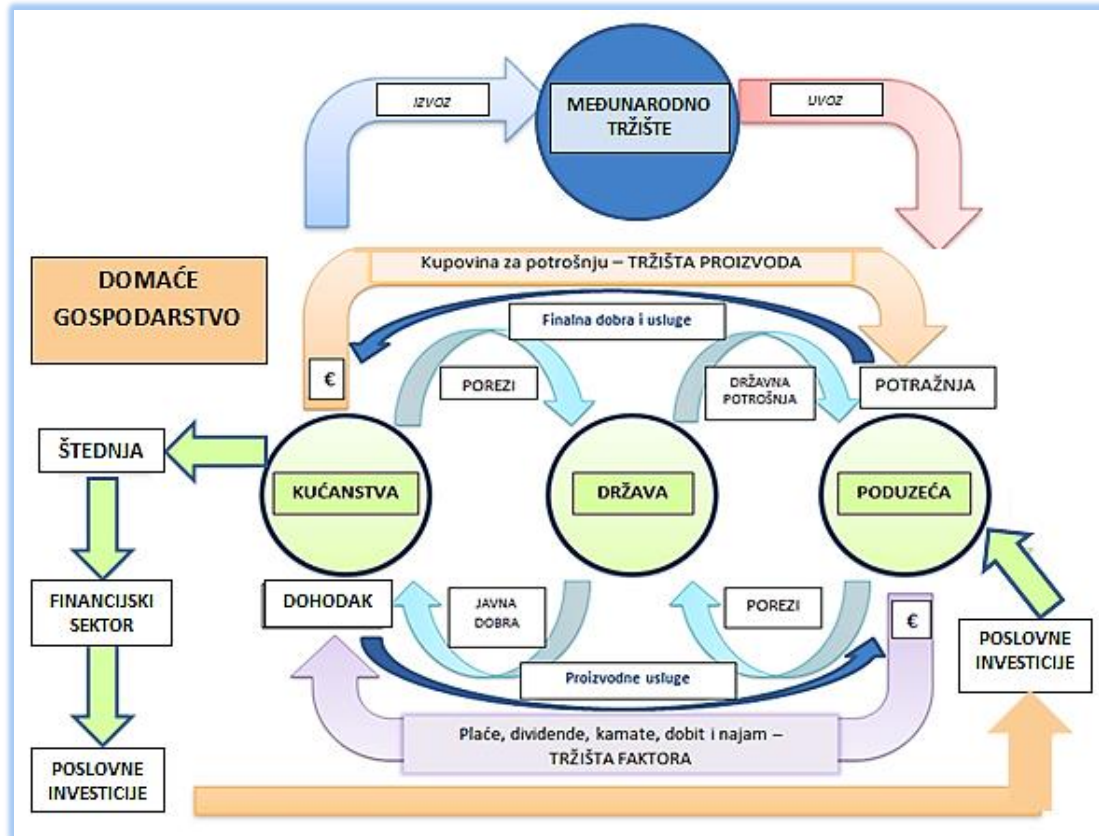 IZVOZ
MEĐUNARODNO
TRŽIŠTE
UVOZ
DOMAĆE
GOSPODARSTVO
Kupovina za potrošnju – TRŽIŠTA PROIZVODA
Finalna dobra i usluge
€
POREZI
DRŽAVNA
POTROŠNJA
POTRAŽNJA
ŠTEDNJA
KUĆANSTVA
DRŽAVA
PODUZEĆA
FINANCIJSKI
SEKTOR
DOHODAK
JAVNA
DOBRA
POREZI
€
POSLOVNE
INVESTICIJE
Proizvodne usluge
Plaće, dividende, kamate, dobit i najam –
TRŽIŠTA FAKTORA
POSLOVNE
INVESTICIJE